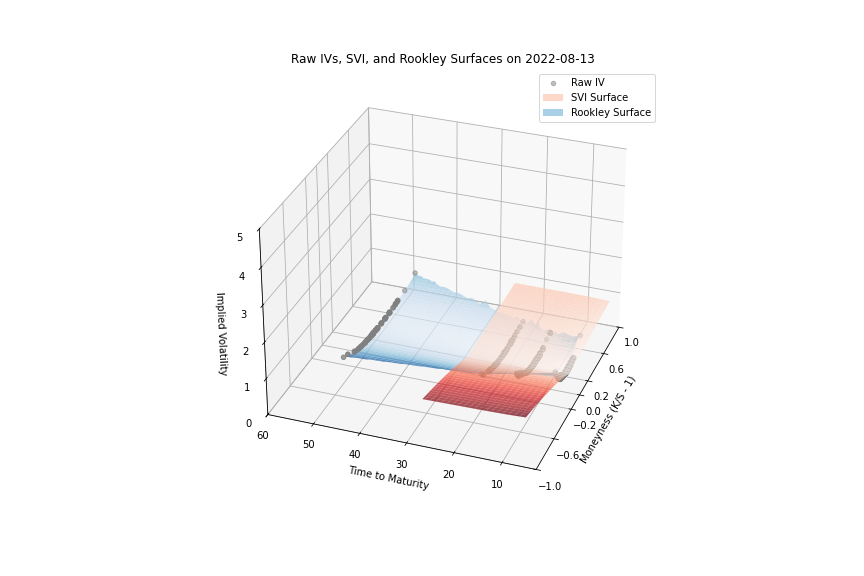 Raw IVs, SVI, and Rookley Surfaces on 2022-08-13
Raw IV
SVI Surface
Rookley Surface
5
4
3
2
1
0
Implied Volatility
60
50
40
30
20
10
Time to Maturity
1.0
0.6
0.2
0.0
−0.2
−0.6
−1.0
Moneyness (K/S - 1)